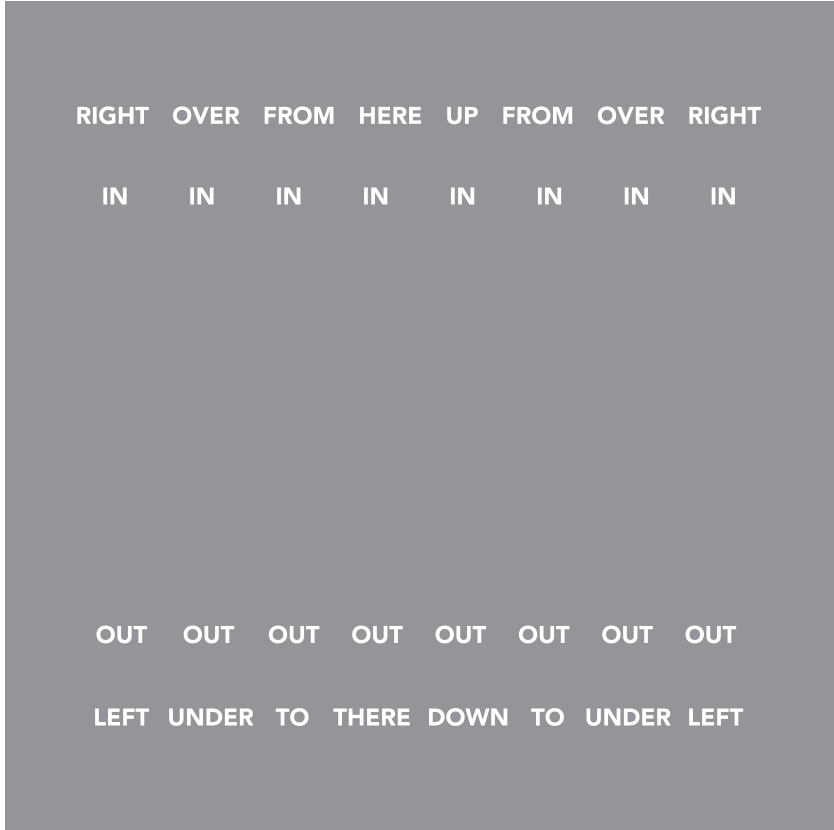 RIGHT OVER FROM HERE UP FROM OVER RIGHT
IN IN IN IN IN IN IN IN
OUT OUT OUT OUT OUT OUT OUT OUT
LEFT UNDER TO THERE DOWN TO UNDER LEFT